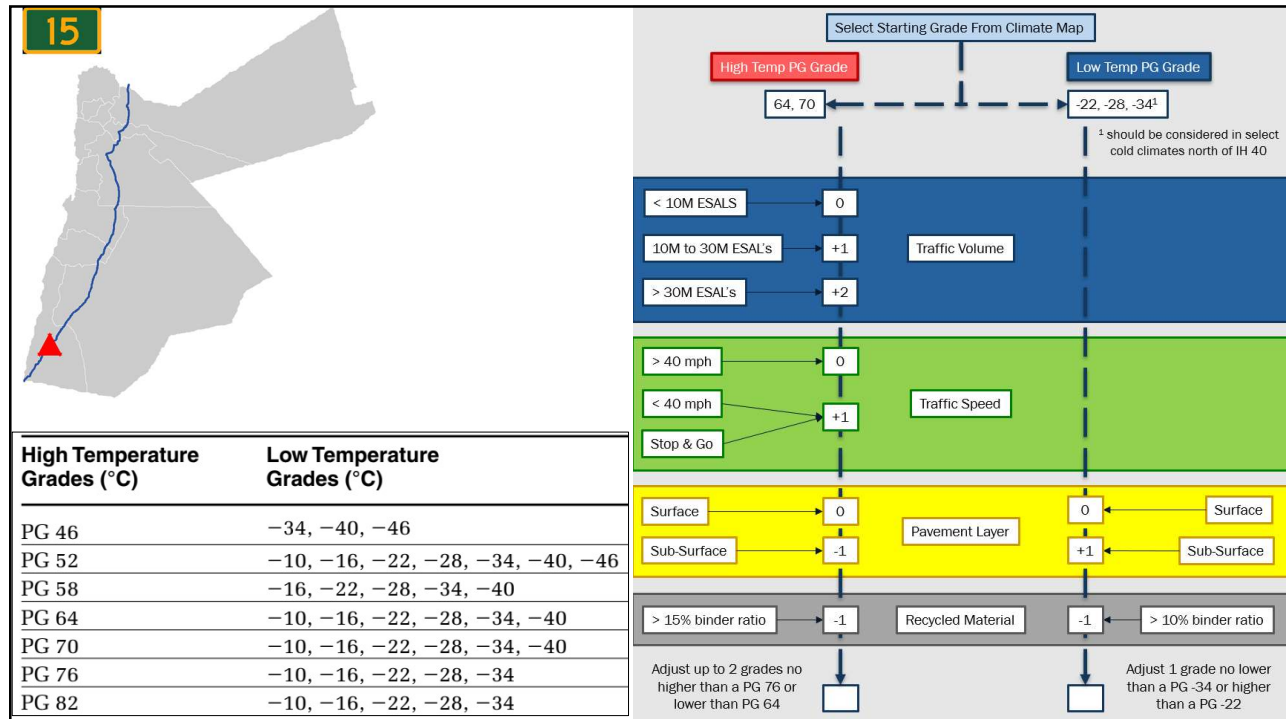 15
High Temperature
Grades (°C)
Low Temperature
Grades (°C)
PG 46
−34, −40, −46
PG 52
−10, −16, −22, −28, −34, −40, −46
PG 58
−16, −22, −28, −34, −40
PG 64
−10, −16, −22, −28, −34, −40
PG 70
−10, −16, −22, −28, −34, −40
PG 76
−10, −16, −22, −28, −34
PG 82
−10, −16, −22, −28, −34
Select Starting Grade From Climate Map
High Temp PG Grade
Low Temp PG Grade
64, 70
-22, -28, -34¹
¹ should be considered in select
cold climates north of IH 40
< 10M ESALS
0
10M to 30M ESAL's
+1
Traffic Volume
> 30M ESAL's
+2
> 40 mph
0
< 40 mph
+1
Traffic Speed
Stop & Go
Surface
0
Pavement Layer
0
Surface
Sub-Surface
-1
+1
Sub-Surface
> 15% binder ratio
-1
Recycled Material
-1
> 10% binder ratio
Adjust up to 2 grades no
higher than a PG 76 or
lower than PG 64
Adjust 1 grade no lower
than a PG -34 or higher
than a PG -22